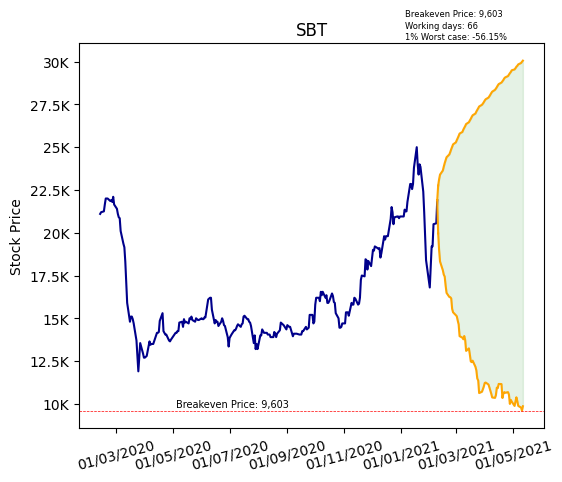 Breakeven Price: 9,603
Working days: 66
1% Worst case: -56.15%
SBT
30K
27.5K
25K
22.5K
20K
17.5K
15K
12.5K
10K
Stock Price
Breakeven Price: 9,603
01/03/2020
01/05/2020
01/07/2020
01/09/2020
01/11/2020
01/01/2021
01/03/2021
01/05/2021